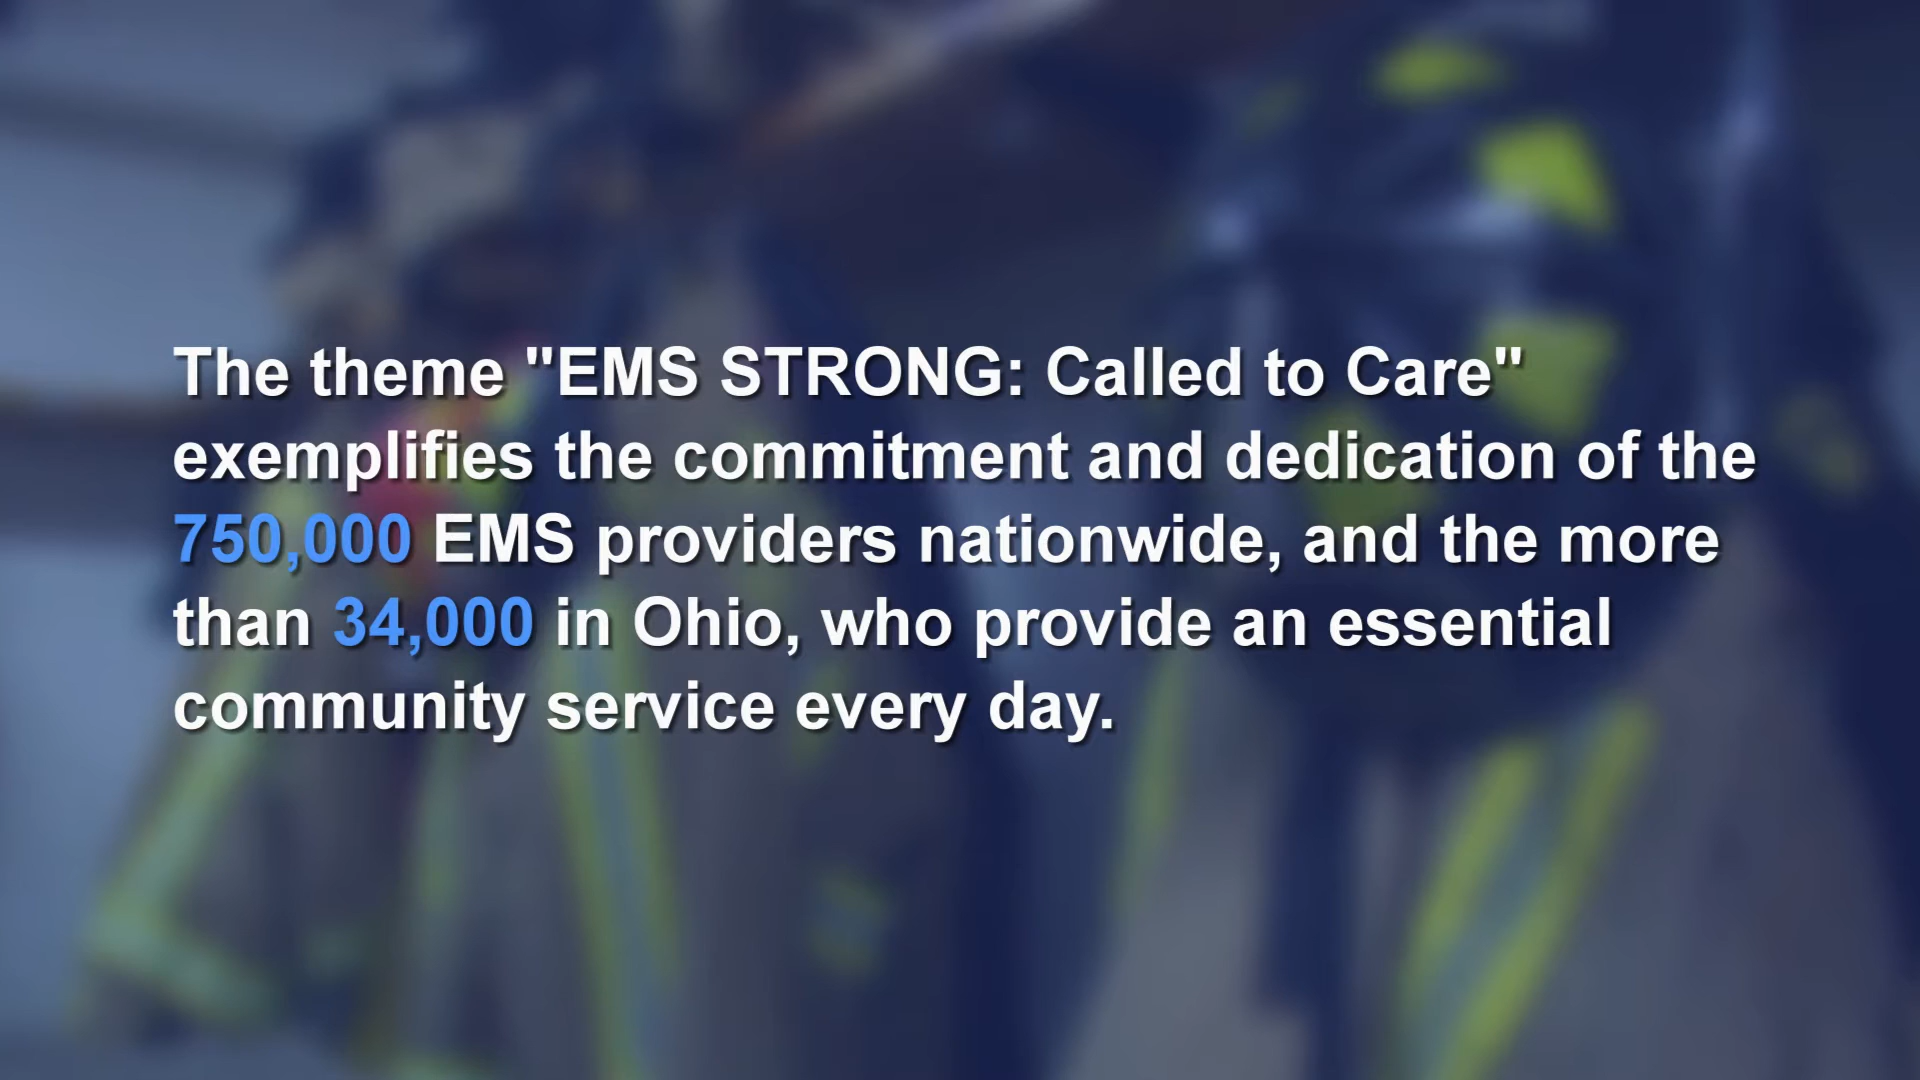 The theme "EMS STRONG: Called to Care"
exemplifies the commitment and dedication of the
750,000 EMS providers nationwide, and the more
than 34,000 in Ohio, who provide an essential
community service every day.